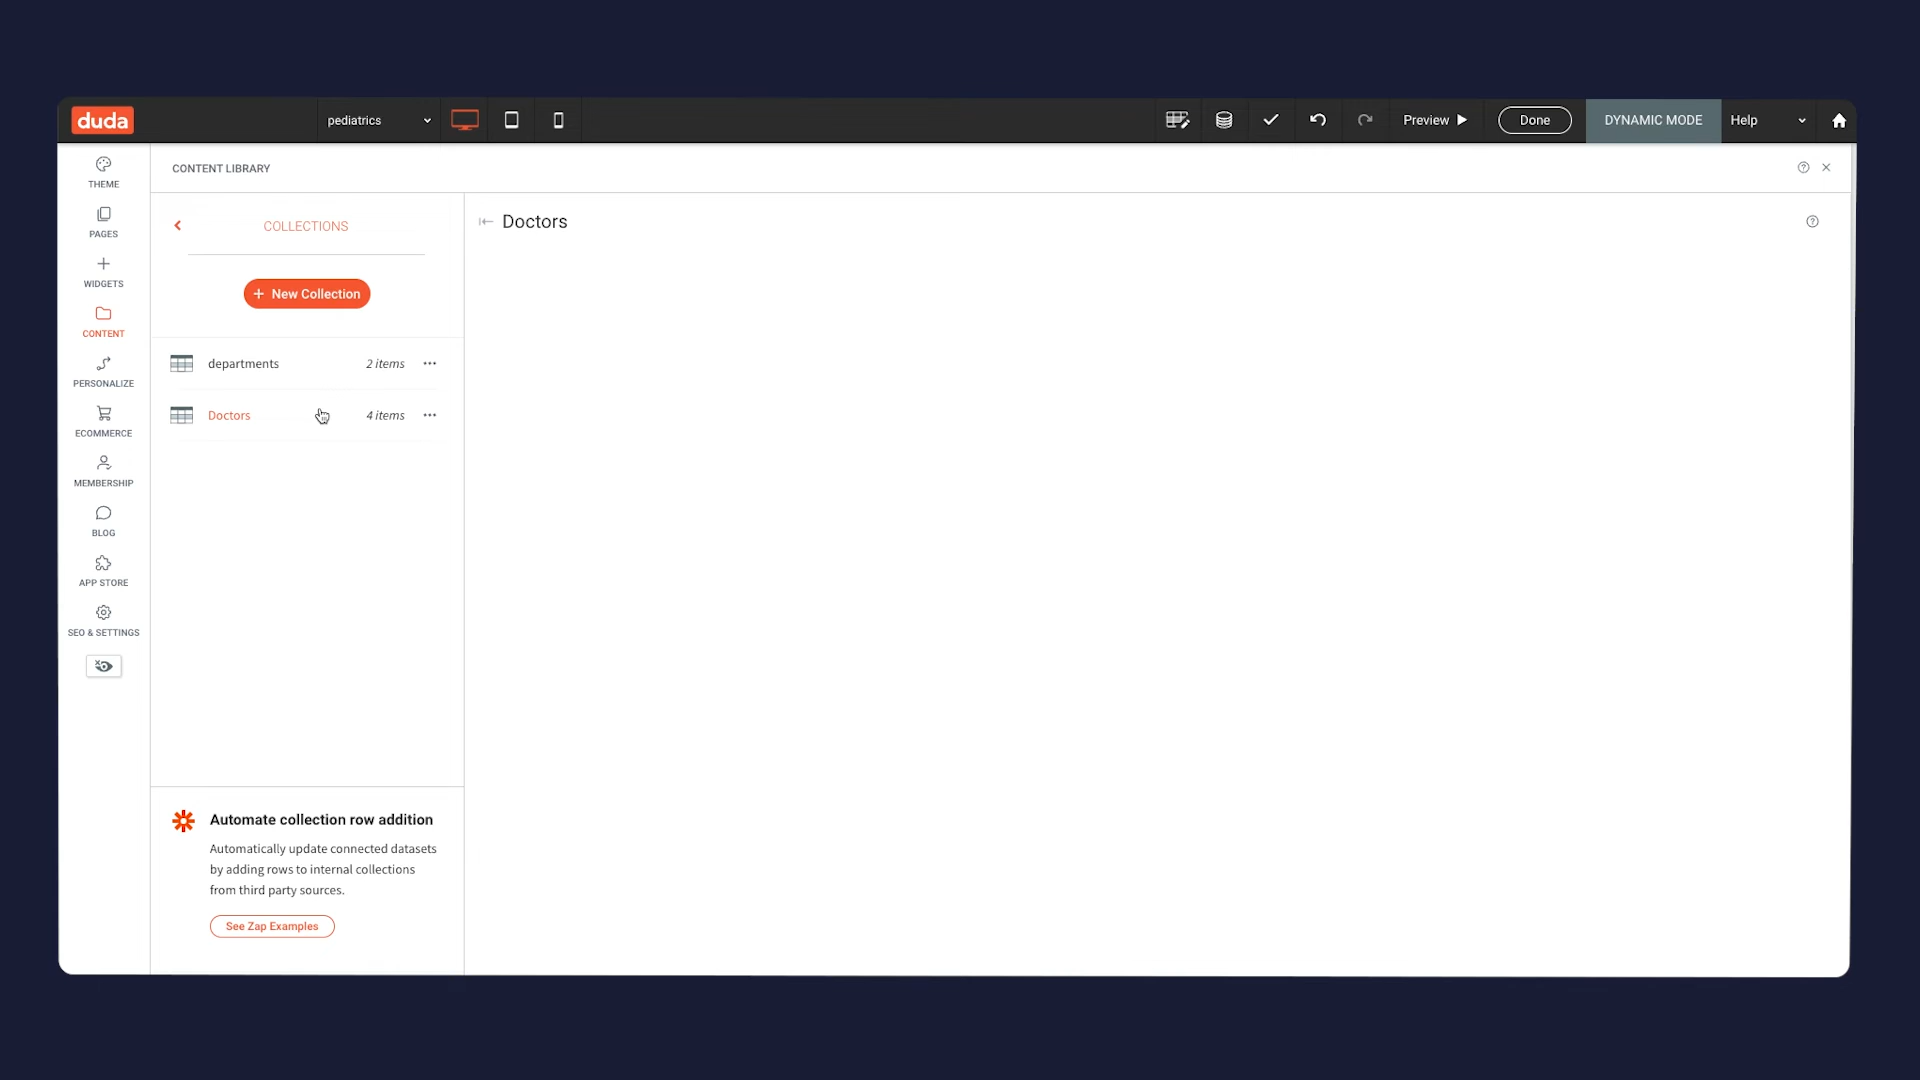 duda
pediatrics
Preview
Done
DYNAMIC MODE
Help
THEME
PAGES
WIDGETS
CONTENT
PERSONALIZE
ECOMMERCE
MEMBERSHIP
BLOG
APP STORE
SEO & SETTINGS
CONTENT LIBRARY
COLLECTIONS
+ New Collection
departments 2 items
Doctors 4 items
Automate collection row addition
Automatically update connected datasets
by adding rows to internal collections
from third party sources.
See Zap Examples
Doctors